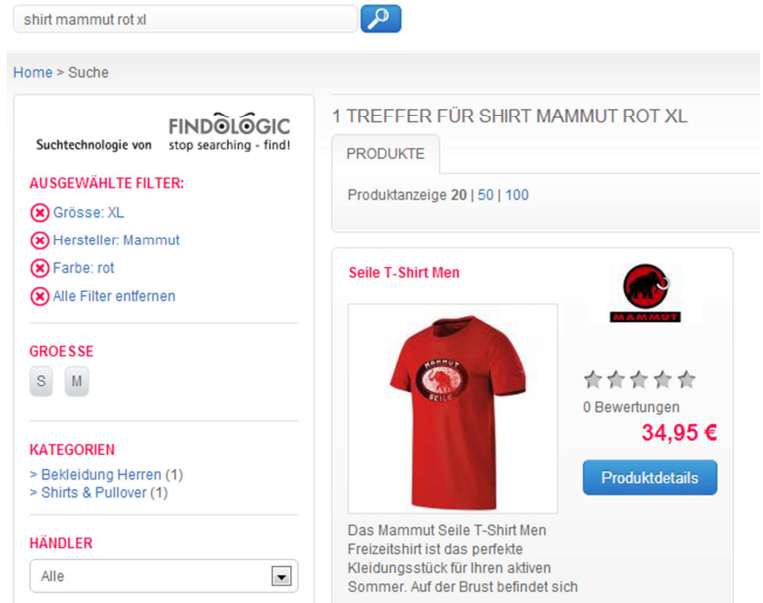 shirt mammut rot xl
Home > Suche
Suchtechnologie von
FINDOLOGIC
stop searching - find!
AUSGEWÄHLTE FILTER:
Grösse: XL
Hersteller: Mammut
Farbe: rot
Alle Filter entfernen
GROESSE
S M
KATEGORIEN
> Bekleidung Herren (1)
> Shirts & Pullover (1)
HÄNDLER
Alle
1 TREFFER FÜR SHIRT MAMMUT ROT XL
PRODUKTE
Produktanzeige 20 | 50 | 100
Seile T-Shirt Men
MAMMUT
SEILE
MAMMUT
0 Bewertungen
34,95 €
Produktdetails
Das Mammut Seile T-Shirt Men
Freizeitshirt ist das perfekte
Kleidungsstück für Ihren aktiven
Sommer. Auf der Brust befindet sich